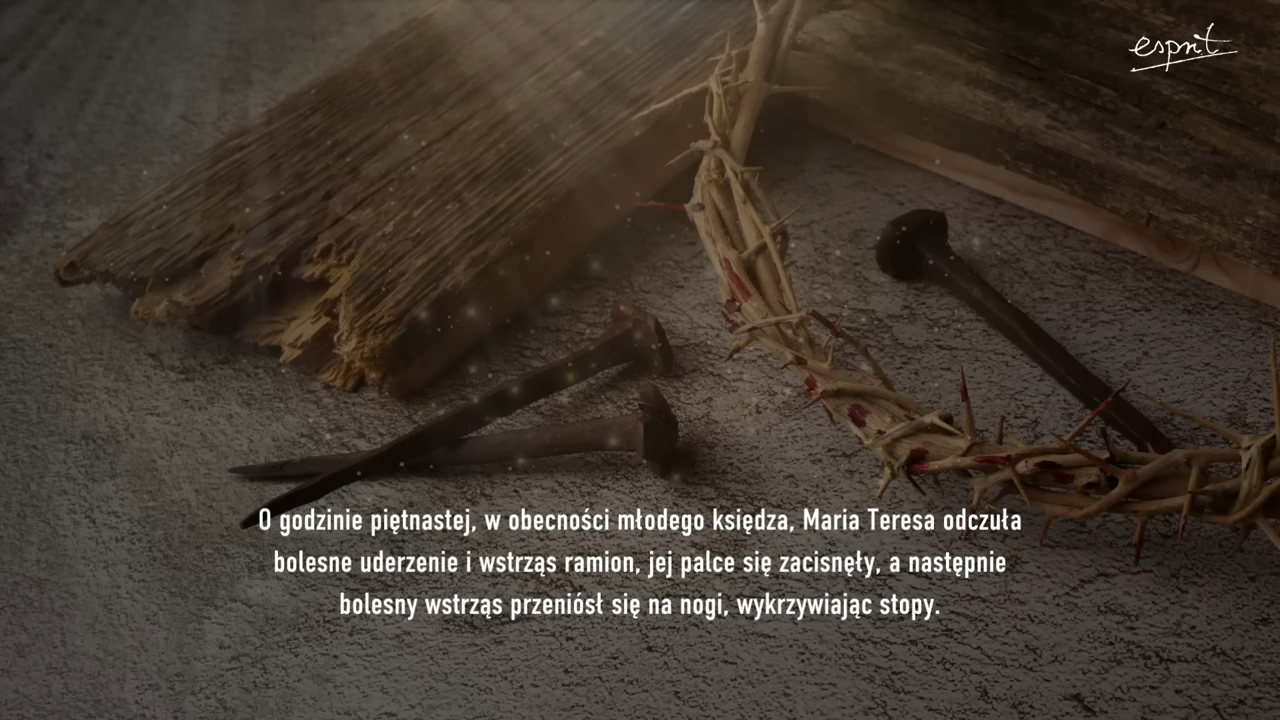 esprit
O godzinie piętnastej, w obecności młodego księdza, Maria Teresa odczuła
bolesne uderzenie i wstrząs ramion, jej palce się zacisnęły, a następnie
bolesny wstrząs przeniósł się na nogi, wykrzywiając stopy.